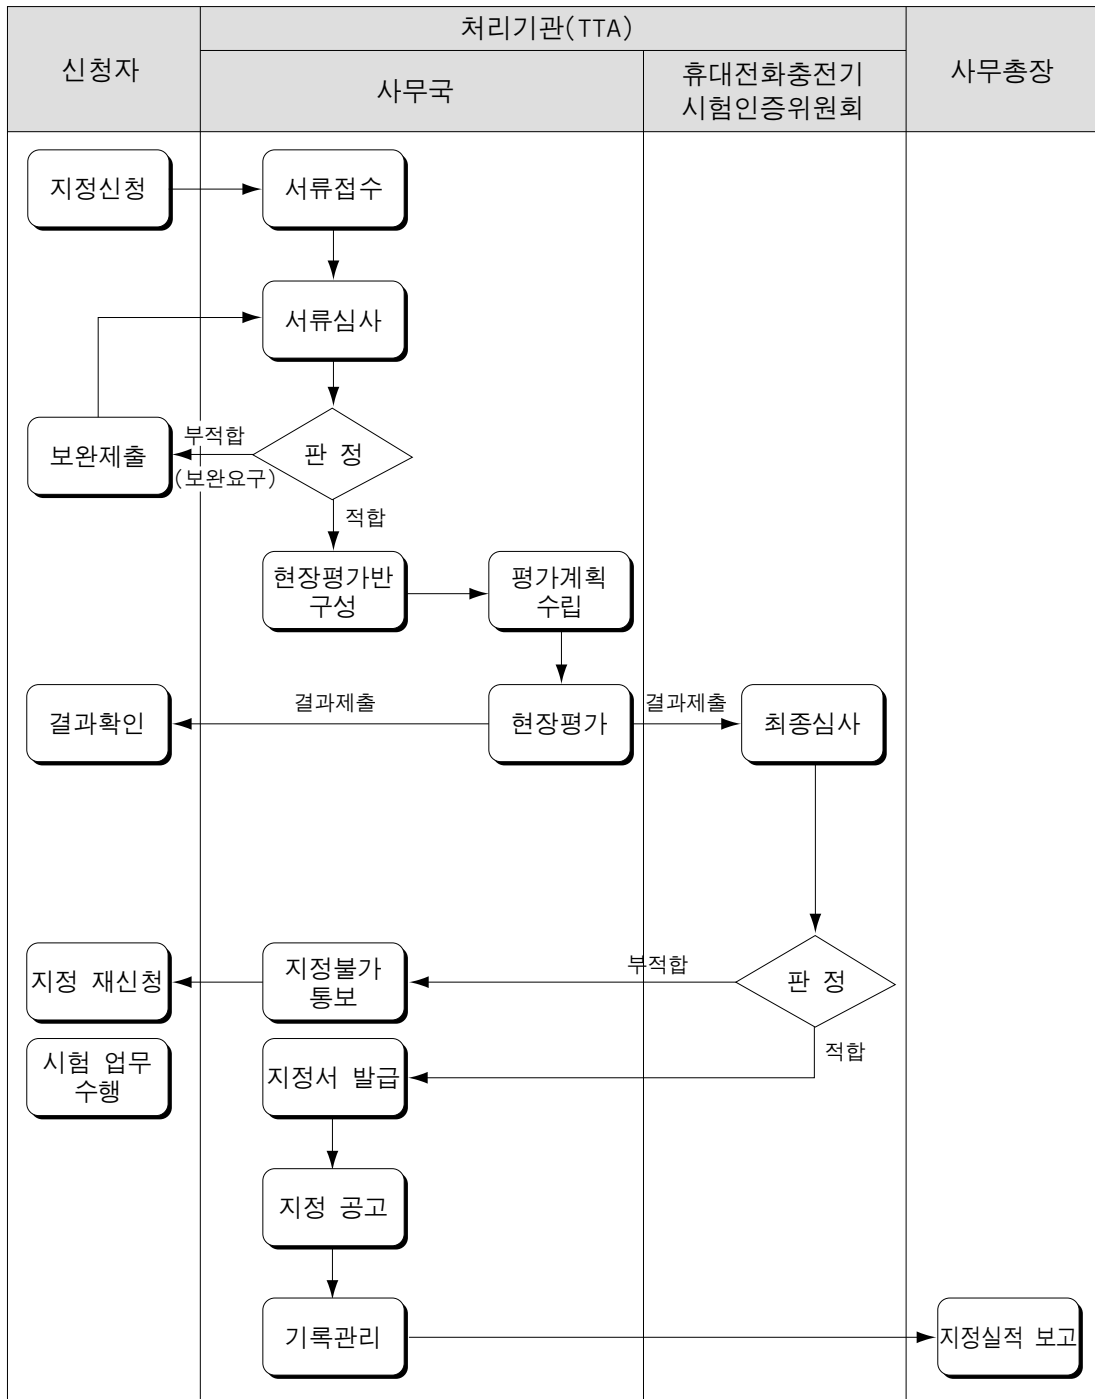 신청자
처리기관(TTA)
사무국
휴대전화충전기
시험인증위원회
사무총장
지정신청
서류접수
서류심사
보완제출
부적합
(보완요구)
판 정
적합
현장평가반
구성
평가계획
수립
결과확인
결과제출
현장평가
결과제출
최종심사
지정 재신청
지정불가
통보
부적합
판 정
적합
시험 업무
수행
지정서 발급
지정 공고
기록관리
지정실적 보고